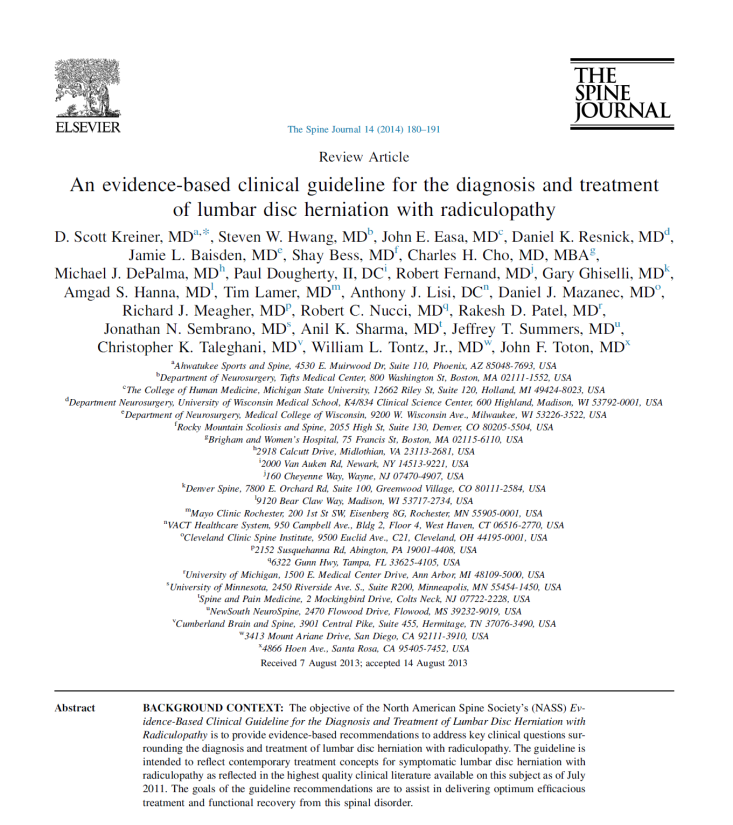 ELSEVIER
THE
SPINE
JOURNAL
The Spine Journal 14 (2014) 180–191
Review Article
An evidence-based clinical guideline for the diagnosis and treatment
of lumbar disc herniation with radiculopathy
D. Scott Kreiner, MDa,*, Steven W. Hwang, MDb, John E. Easa, MDc, Daniel K. Resnick, MDd,
Jamie L. Baisden, MDe, Shay Bess, MDf, Charles H. Cho, MD, MBAg,
Michael J. DePalma, MDh, Paul Dougherty, II, DCi, Robert Fernand, MDj, Gary Ghiselli, MDk,
Amgad S. Hanna, MDl, Tim Lamer, MDm, Anthony J. Lisi, DCn, Daniel J. Mazanec, MDo,
Richard J. Meagher, MDp, Robert C. Nucci, MDq, Rakesh D. Patel, MDr,
Jonathan N. Sembrano, MDs, Anil K. Sharma, MDt, Jeffrey T. Summers, MDu,
Christopher K. Taleghani, MDv, William L. Tontz, Jr., MDw, John F. Toton, MDx
aAhwatukee Sports and Spine, 4530 E. Muirwood Dr, Suite 110, Phoenix, AZ 85048-7693, USA
bDepartment of Neurosurgery, Tufts Medical Center, 800 Washington St, Boston, MA 02111-1552, USA
cThe College of Human Medicine, Michigan State University, 12662 Riley St, Suite 120, Holland, MI 49424-8023, USA
dDepartment Neurosurgery, University of Wisconsin Medical School, K4/834 Clinical Science Center, 600 Highland, Madison, WI 53792-0001, USA
eDepartment of Neurosurgery, Medical College of Wisconsin, 9200 W. Wisconsin Ave., Milwaukee, WI 53226-3522, USA
fRocky Mountain Scoliosis and Spine, 2055 High St, Suite 130, Denver, CO 80205-5504, USA
gBrigham and Women's Hospital, 75 Francis St, Boston, MA 02115-6110, USA
h2918 Calcutt Drive, Midlothian, VA 23113-2681, USA
i2000 Van Auken Rd, Newark, NY 14513-9221, USA
j160 Cheyenne Way, Wayne, NJ 07470-4907, USA
kDenver Spine, 7800 E. Orchard Rd, Suite 100, Greenwood Village, CO 80111-2584, USA
l9120 Bear Claw Way, Madison, WI 53717-2734, USA
mMayo Clinic Rochester, 200 1st St SW, Eisenberg 8G, Rochester, MN 55905-0001, USA
nVACT Healthcare System, 950 Campbell Ave., Bldg 2, Floor 4, West Haven, CT 06516-2770, USA
oCleveland Clinic Spine Institute, 9500 Euclid Ave., C21, Cleveland, OH 44195-0001, USA
p2152 Susquehanna Rd, Abington, PA 19001-4408, USA
q6322 Gunn Hwy, Tampa, FL 33625-4105, USA
rUniversity of Michigan, 1500 E. Medical Center Drive, Ann Arbor, MI 48109-5000, USA
sUniversity of Minnesota, 2450 Riverside Ave. S., Suite R200, Minneapolis, MN 55454-1450, USA
tSpine and Pain Medicine, 2 Mockingbird Drive, Colts Neck, NJ 07722-2228, USA
uNewSouth NeuroSpine, 2470 Flowood Drive, Flowood, MS 39232-9019, USA
vCumberland Brain and Spine, 3901 Central Pike, Suite 455, Hermitage, TN 37076-3490, USA
w3413 Mount Ariane Drive, San Diego, CA 92111-3910, USA
x4866 Hoen Ave., Santa Rosa, CA 95405-7452, USA
Received 7 August 2013; accepted 14 August 2013
Abstract BACKGROUND CONTEXT: The objective of the North American Spine Society's (NASS) Ev-
idence-Based Clinical Guideline for the Diagnosis and Treatment of Lumbar Disc Herniation with
Radiculopathy is to provide evidence-based recommendations to address key clinical questions sur-
rounding the diagnosis and treatment of lumbar disc herniation with radiculopathy. The guideline is
intended to reflect contemporary treatment concepts for symptomatic lumbar disc herniation with
radiculopathy as reflected in the highest quality clinical literature available on this subject as of July
2011. The goals of the guideline recommendations are to assist in delivering optimum efficacious
treatment and functional recovery from this spinal disorder.